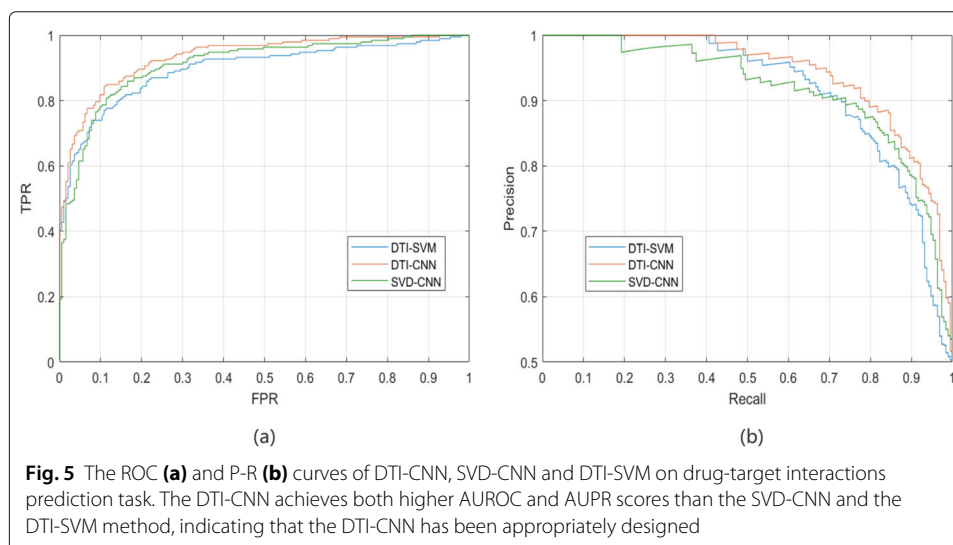 1
0.8
0.6
0.4
0.2
0
TPR
0 0.1 0.2 0.3 0.4 0.5 0.6 0.7 0.8 0.9 1
FPR
DTI-SVM
DTI-CNN
SVD-CNN
(a)
1
0.9
0.8
0.7
0.6
0.5
Precision
0 0.1 0.2 0.3 0.4 0.5 0.6 0.7 0.8 0.9 1
Recall
DTI-SVM
DTI-CNN
SVD-CNN
(b)
Fig. 5 The ROC (a) and P-R (b) curves of DTI-CNN, SVD-CNN and DTI-SVM on drug-target interactions
prediction task. The DTI-CNN achieves both higher AUROC and AUPR scores than the SVD-CNN and the
DTI-SVM method, indicating that the DTI-CNN has been appropriately designed